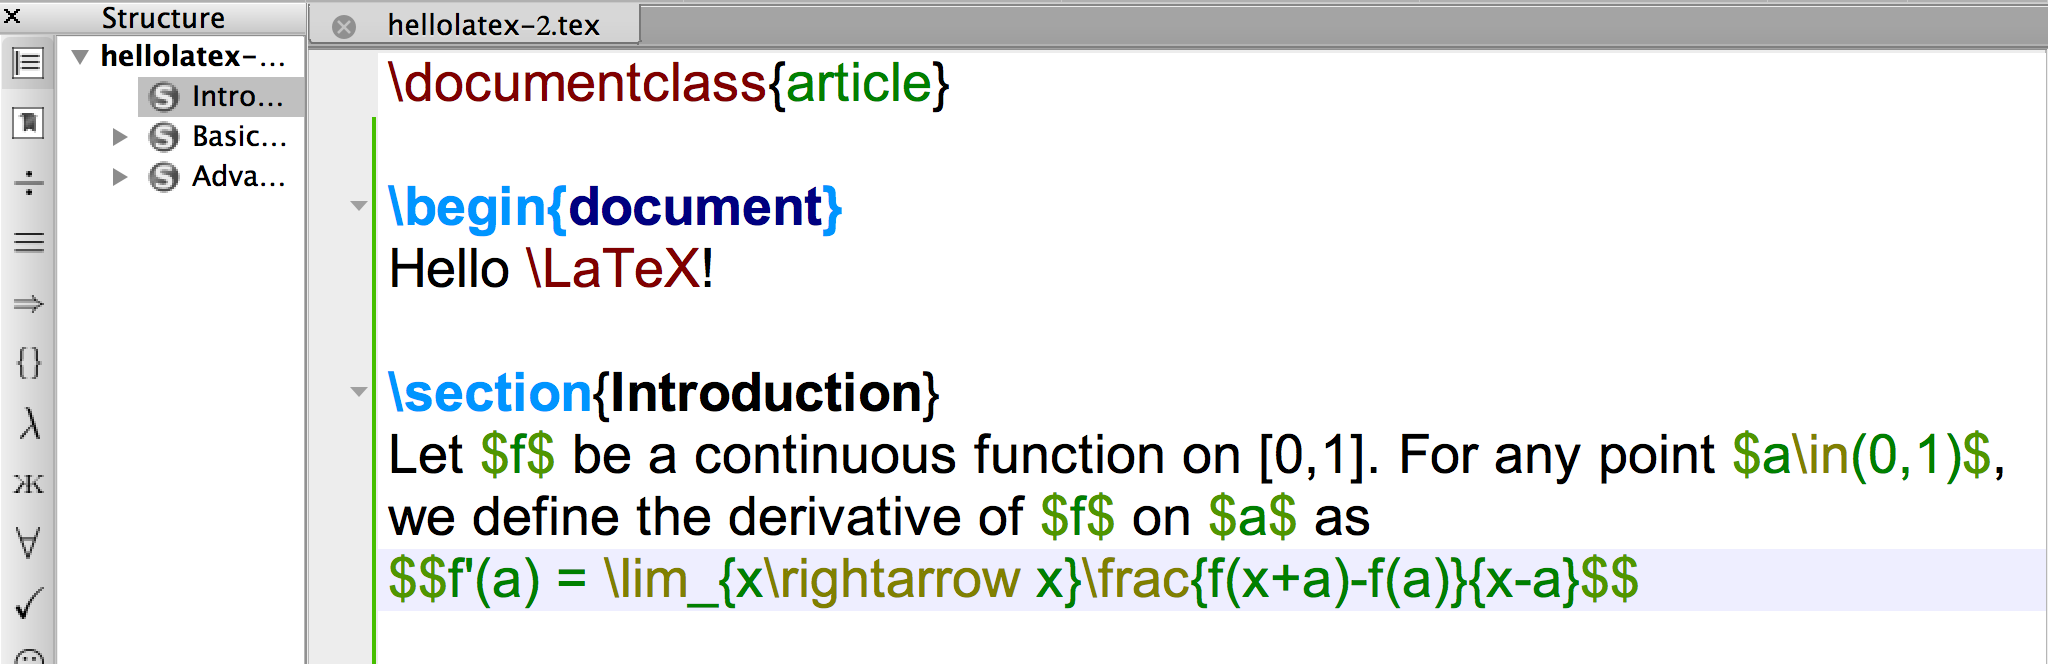 Structure
hellolatex-2.tex
hellolatex-...
Intro...
Basic...
Adva...
\documentclass{article}
\begin{document}
Hello \LaTeX!
\section{Introduction}
Let $f$ be a continuous function on [0,1]. For any point $a\in(0,1)$,
we define the derivative of $f$ on $a$ as
$$f'(a) = \lim_{x\rightarrow x}\frac{f(x+a)-f(a)}{x-a}$$